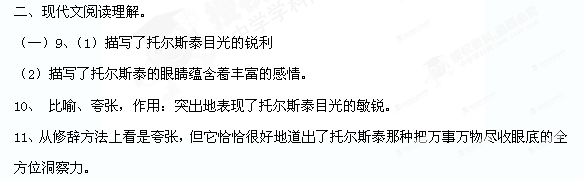 二、现代文阅读理解。
（一）9、（1）描写了托尔斯泰目光的锐利
（2）描写了托尔斯泰的眼睛蕴含着丰富的感情。
10、 比喻、夸张，作用：突出地表现了托尔斯泰目光的敏锐。
11、从修辞方法上看是夸张，但它恰恰很好地道出了托尔斯泰那种把万事万物尽收眼底的全
方位洞察力。